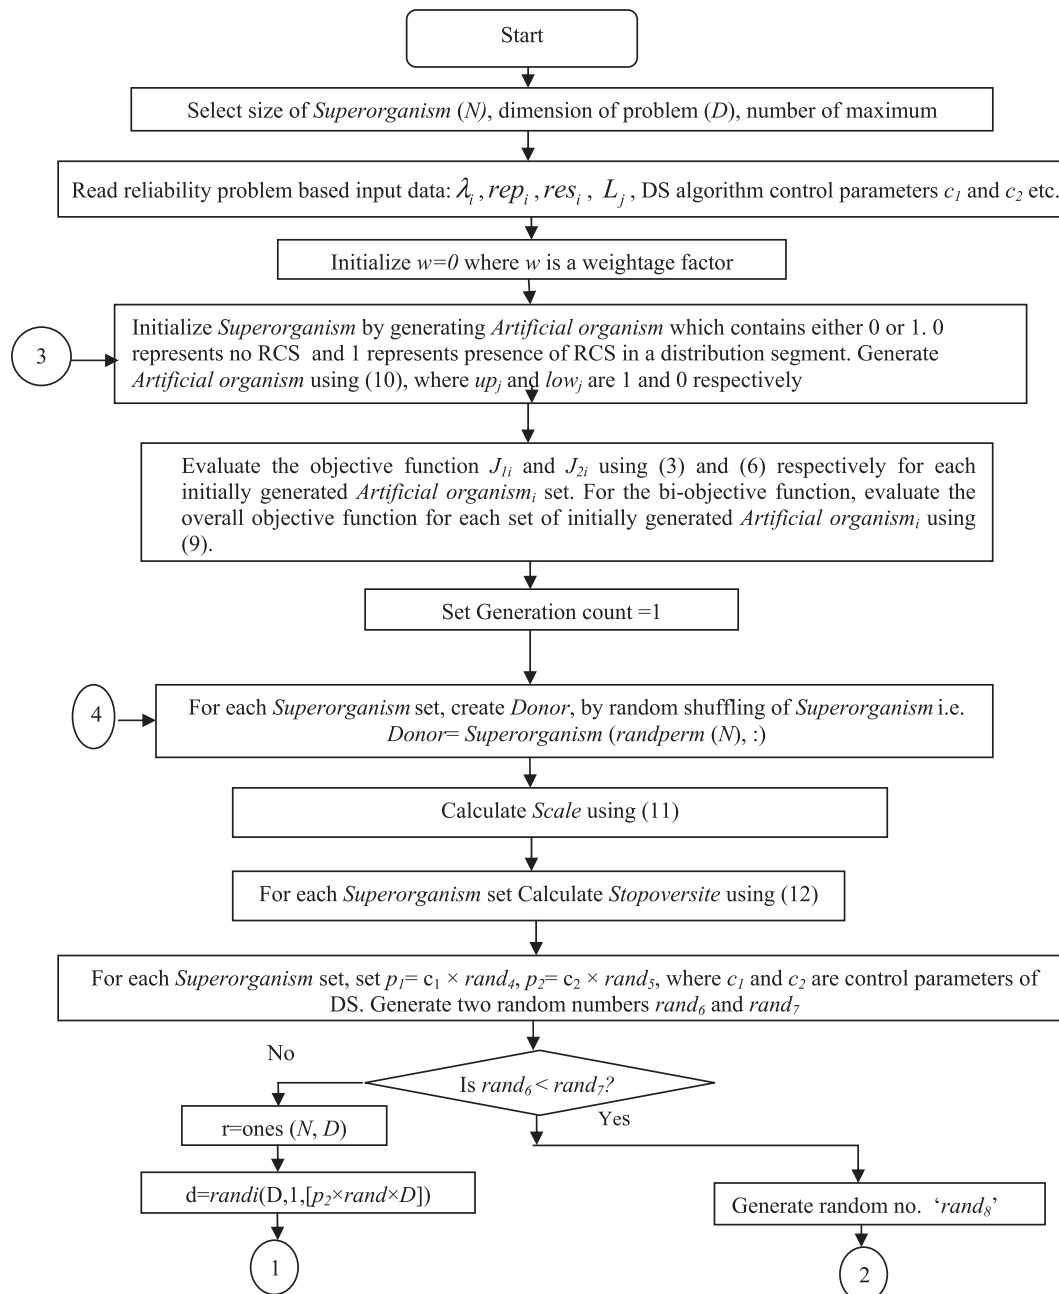 Start
Select size of Superorganism (N), dimension of problem (D), number of maximum
Read reliability problem based input data: λi , repi , resi , Lj , DS algorithm control parameters c1 and c2 etc.
Initialize w=0 where w is a weightage factor
3
Initialize Superorganism by generating Artificial organism which contains either 0 or 1. 0
represents no RCS and 1 represents presence of RCS in a distribution segment. Generate
Artificial organism using (10), where upj and lowj are 1 and 0 respectively
Evaluate the objective function J1i and J2i using (3) and (6) respectively for each
initially generated Artificial organismi set. For the bi-objective function, evaluate the
overall objective function for each set of initially generated Artificial organismi using
(9).
Set Generation count =1
4
For each Superorganism set, create Donor, by random shuffling of Superorganism i.e.
Donor= Superorganism (randperm (N), :)
Calculate Scale using (11)
For each Superorganism set Calculate Stopoversite using (12)
For each Superorganism set, set p1= c1 × rand4, p2= c2 × rand5, where c1 and c2 are control parameters of
DS. Generate two random numbers rand6 and rand7
No
Is rand6 < rand7?
Yes
r=ones (N, D)
d=randi(D,1,[p2×rand×D])
Generate random no. ‘rand8’
1
2